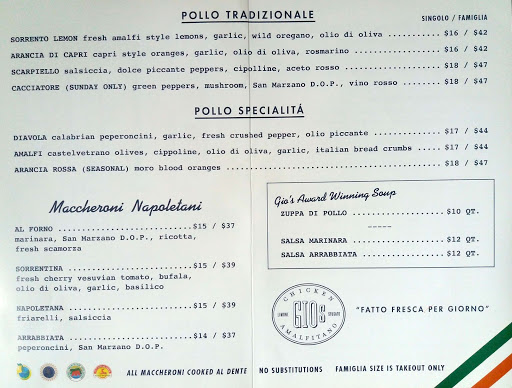 POLLO TRADIZIONALE
SINGOLO / FAMIGLIA
SORRENTO LEMON fresh amalfi style lemons, garlic, wild oregano, olio di oliva ..........$16 / $42
ARANCIA DI CAPRI capri style oranges, garlic, olio di oliva, rosmarino ..........$16 / $42
SCARPIELLO salsiccia, dolce piccante peppers, cipolline, aceto rosso ..........$18 / $47
CACCIATORE (SUNDAY ONLY) green peppers, mushroom, San Marzano D.O.P., vino rosso ..........$18 / $47
POLLO SPECIALITÁ
DIAVOLA calabrian peperoncini, garlic, fresh crushed pepper, olio piccante ..........$17 / $44
AMALFI castelvetrano olives, cippoline, olio di oliva, garlic, italian bread crumbs .....$17 / $44
ARANCIA ROSSA (SEASONAL) moro blood oranges ..........$18 / $47
Maccheroni Napoletani
AL FORNO ..........$15 / $37
marinara, San Marzano D.O.P., ricotta,
fresh scamorza
SORRENTINA ..........$15 / $39
fresh cherry vesuvian tomato, bufala,
olio di oliva, garlic, basilico
NAPOLETANA ..........$15 / $39
friarelli, salsiccia
ARRABBIATA ..........$14 / $37
peperoncini, San Marzano D.O.P.
ALL MACCHERONI COOKED AL DENTE
Gio's Award Winning Soup
ZUPPA DI POLLO ..........$10 QT.
-----
SALSA MARINARA ..........$12 QT.
SALSA ARRABBIATA ..........$12 QT.
CHICKEN
GIOs
AMALFITANO
"FATTO FRESCA PER GIORNO"
NO SUBSTITUTIONS
FAMIGLIA SIZE IS TAKEOUT ONLY